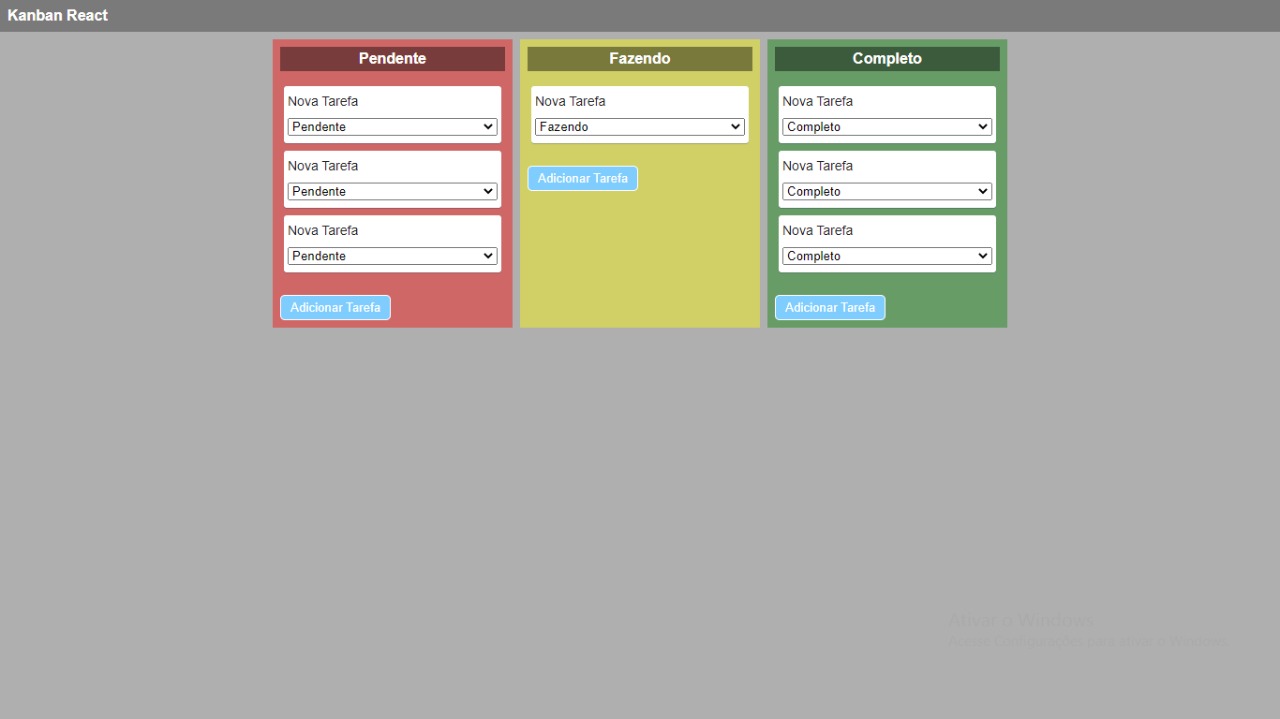 Kanban React
Pendente
Nova Tarefa
Pendente
Nova Tarefa
Pendente
Nova Tarefa
Pendente
Adicionar Tarefa
Fazendo
Nova Tarefa
Fazendo
Adicionar Tarefa
Completo
Nova Tarefa
Completo
Nova Tarefa
Completo
Nova Tarefa
Completo
Adicionar Tarefa
Ativar o Windows
Acesse Configurações para ativar o Windows.